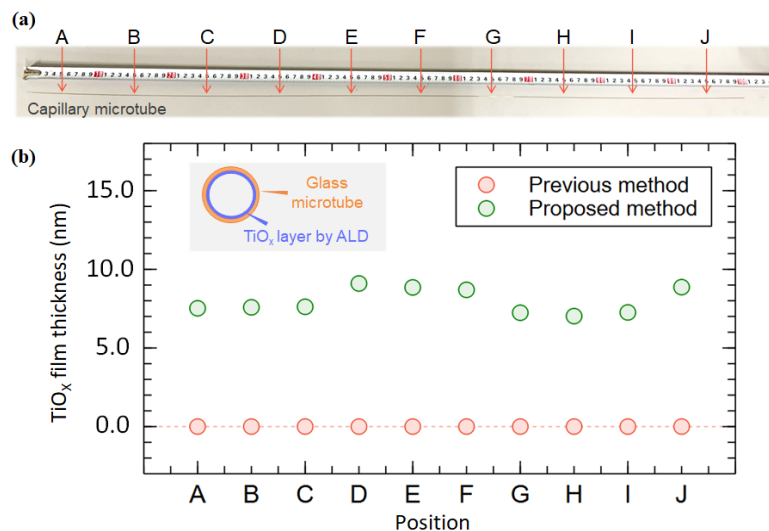 (a)
A B C D E F G H I J
Capillary microtube
(b)
Glass
microtube
TiOₓ layer by ALD
Previous method
Proposed method
15.0
10.0
5.0
0.0
TiOₓ film thickness (nm)
A B C D E F G H I J
Position